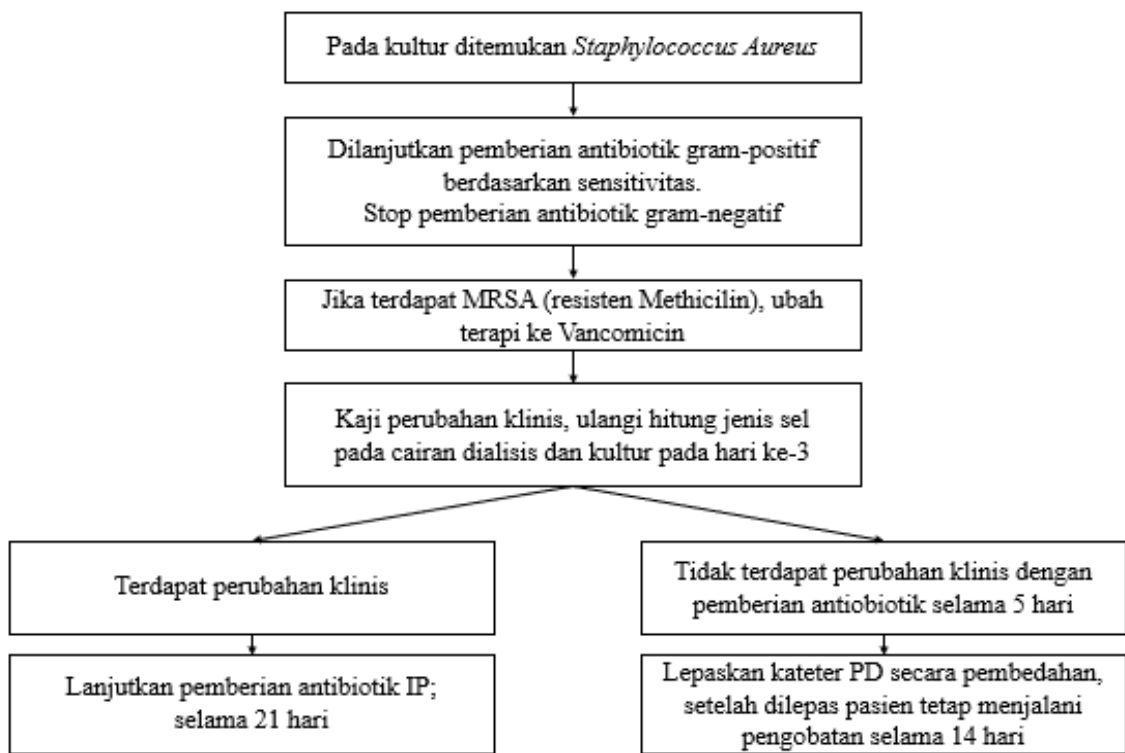 Pada kultur ditemukan Staphylococcus Aureus
Dilanjutkan pemberian antibiotik gram-positif
berdasarkan sensitivitas.
Stop pemberian antibiotik gram-negatif
Jika terdapat MRSA (resisten Methicilin), ubah
terapi ke Vancomicin
Kaji perubahan klinis, ulangi hitung jenis sel
pada cairan dialisis dan kultur pada hari ke-3
Terdapat perubahan klinis
Tidak terdapat perubahan klinis dengan
pemberian antiobiotik selama 5 hari
Lanjutkan pemberian antibiotik IP;
selama 21 hari
Lepaskan kateter PD secara pembedahan,
setelah dilepas pasien tetap menjalani
pengobatan selama 14 hari